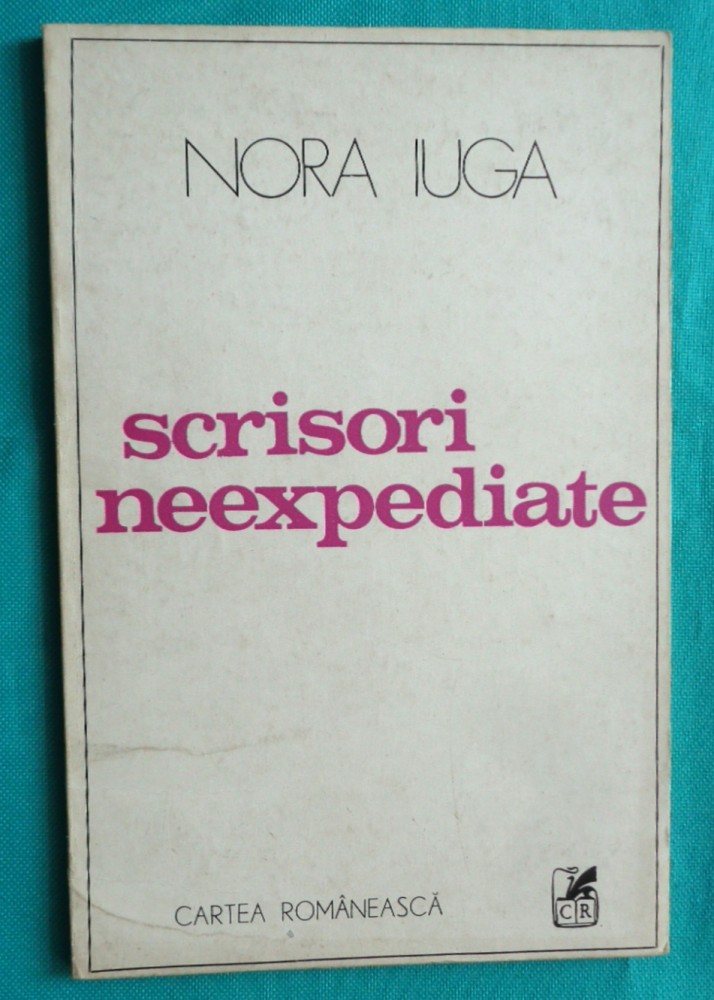 NORA IUGA
scrisori
neexpediate
CARTEA ROMÂNEASCĂ
CR